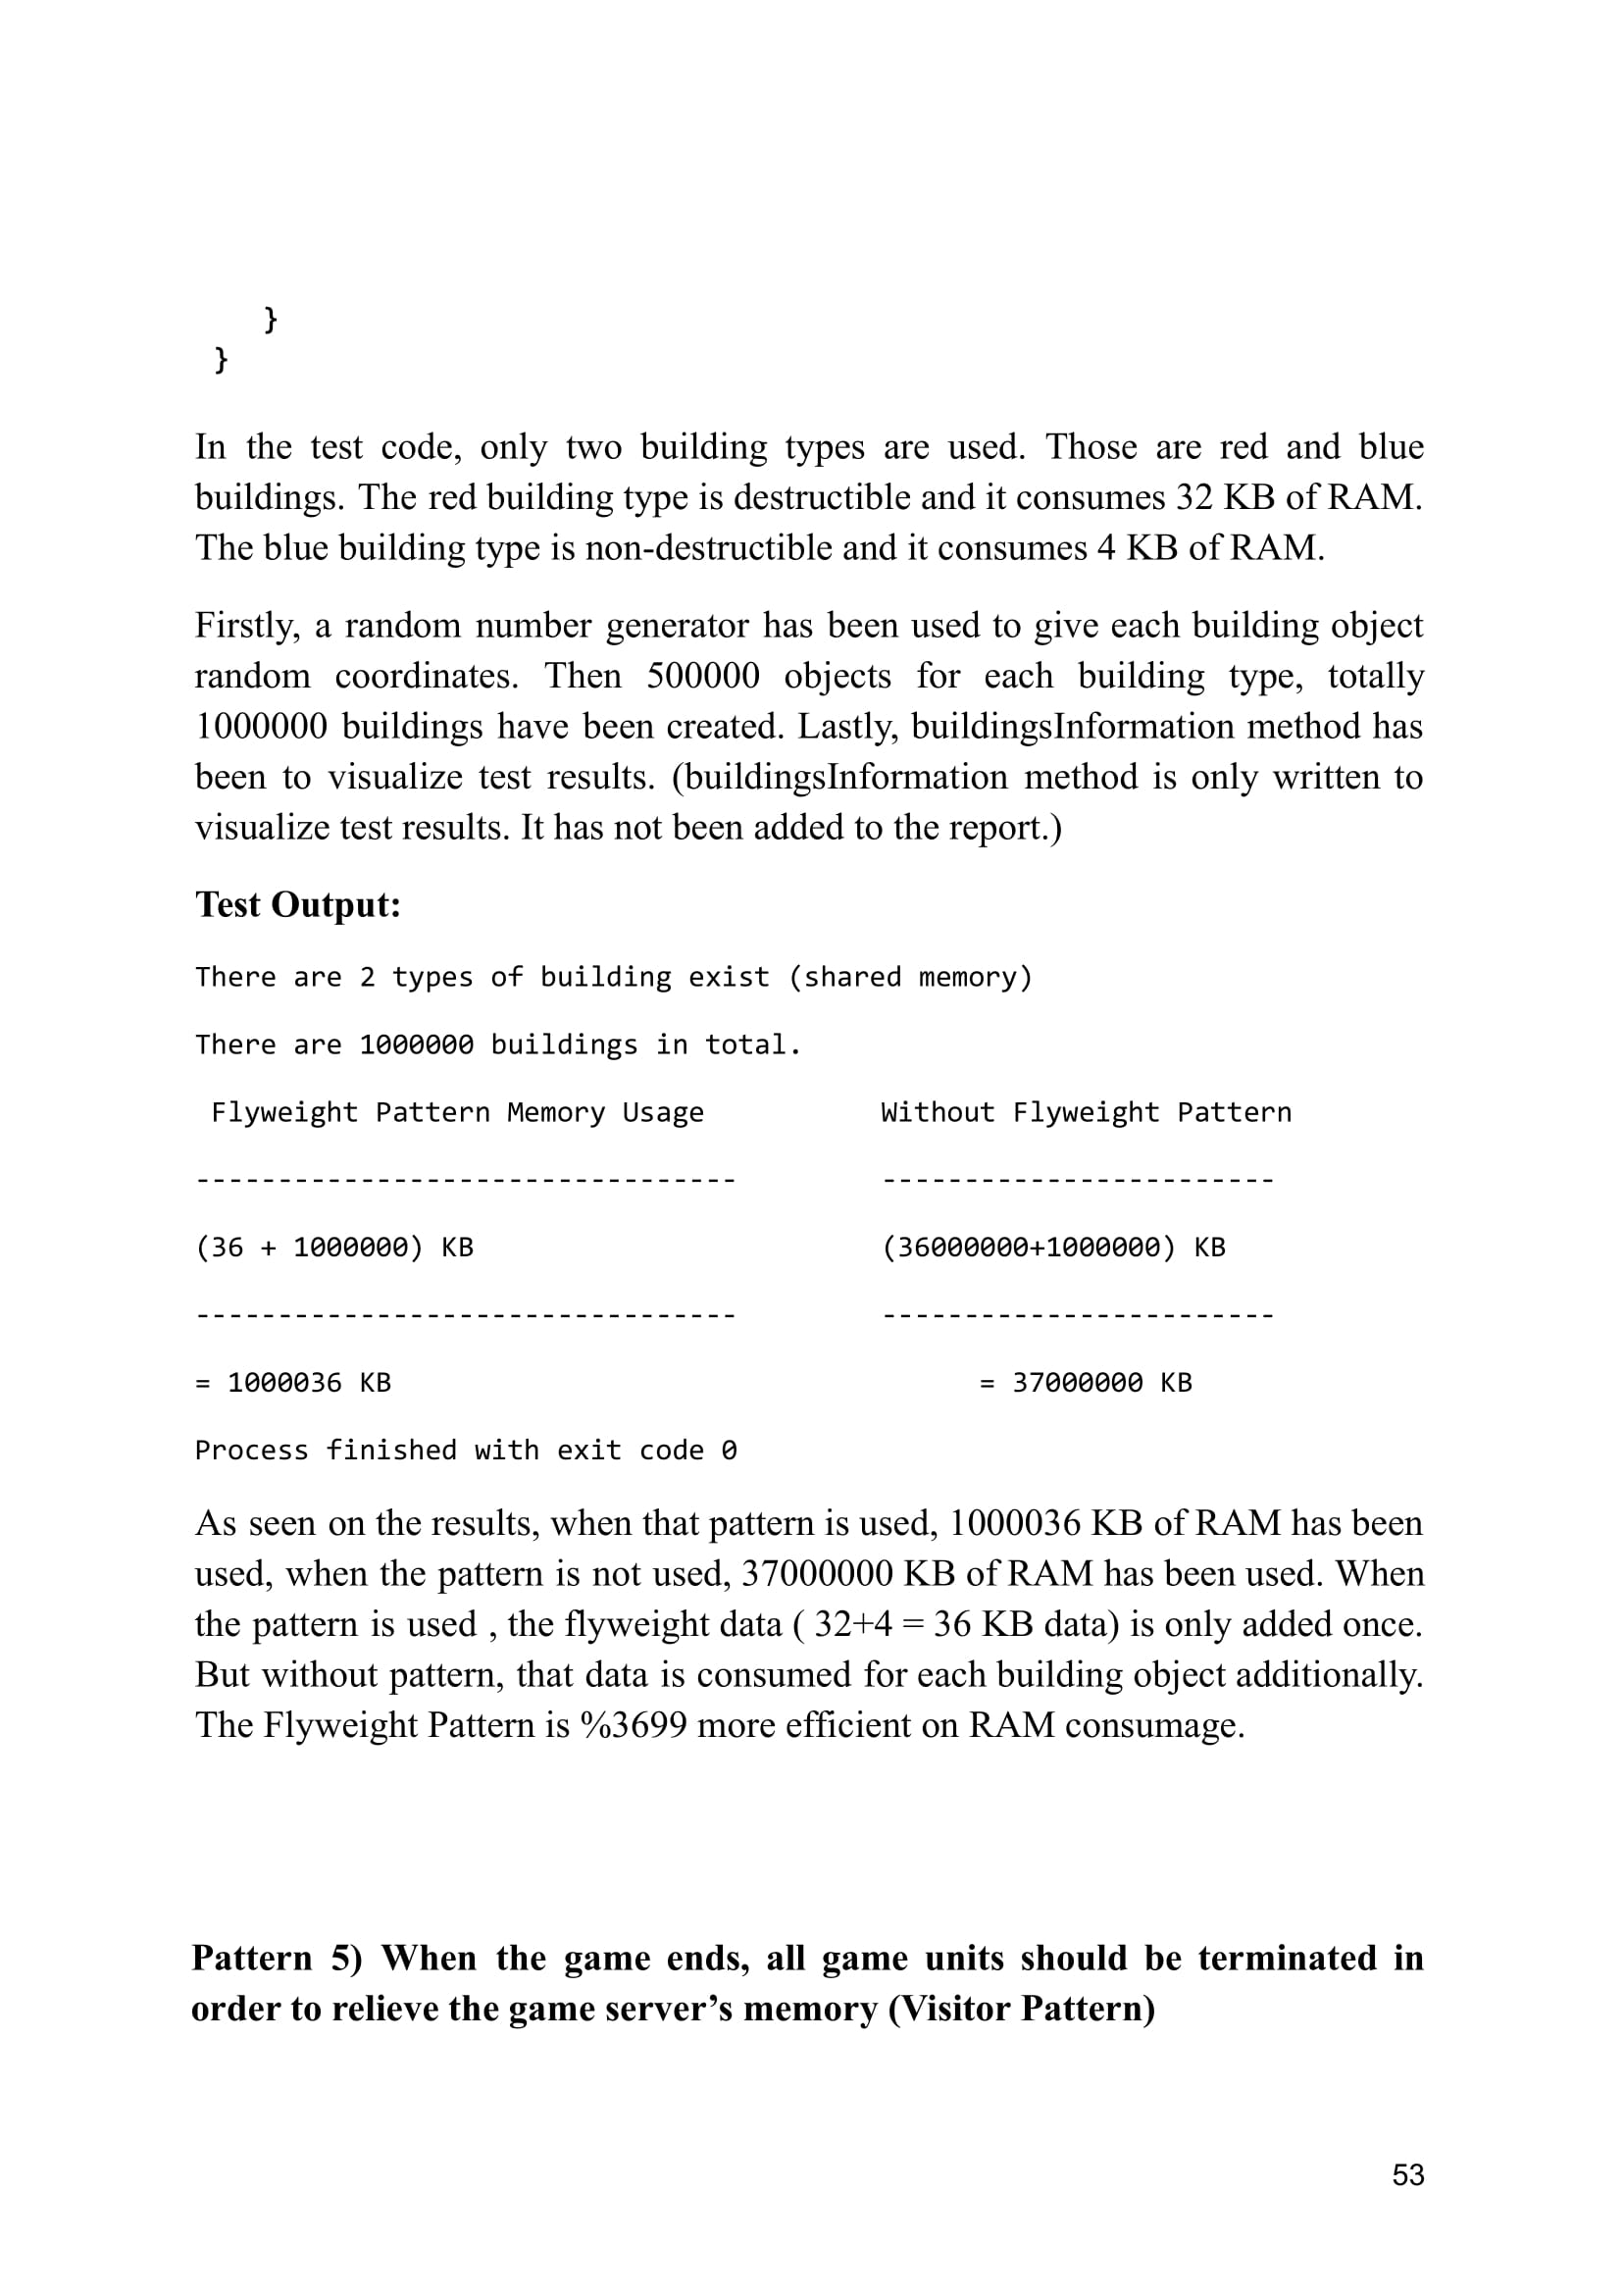 }
}
In the test code, only two building types are used. Those are red and blue
buildings. The red building type is destructible and it consumes 32 KB of RAM.
The blue building type is non-destructible and it consumes 4 KB of RAM.
Firstly, a random number generator has been used to give each building object
random coordinates. Then 500000 objects for each building type, totally
1000000 buildings have been created. Lastly, buildingsInformation method has
been to visualize test results. (buildingsInformation method is only written to
visualize test results. It has not been added to the report.)
Test Output:
There are 2 types of building exist (shared memory)
There are 1000000 buildings in total.
Flyweight Pattern Memory Usage Without Flyweight Pattern
--------------------------------- ------------------------
(36 + 1000000) KB (36000000+1000000) KB
--------------------------------- ------------------------
= 1000036 KB = 37000000 KB
Process finished with exit code 0
As seen on the results, when that pattern is used, 1000036 KB of RAM has been
used, when the pattern is not used, 37000000 KB of RAM has been used. When
the pattern is used , the flyweight data ( 32+4 = 36 KB data) is only added once.
But without pattern, that data is consumed for each building object additionally.
The Flyweight Pattern is %3699 more efficient on RAM consumage.
Pattern 5) When the game ends, all game units should be terminated in
order to relieve the game server’s memory (Visitor Pattern)
53